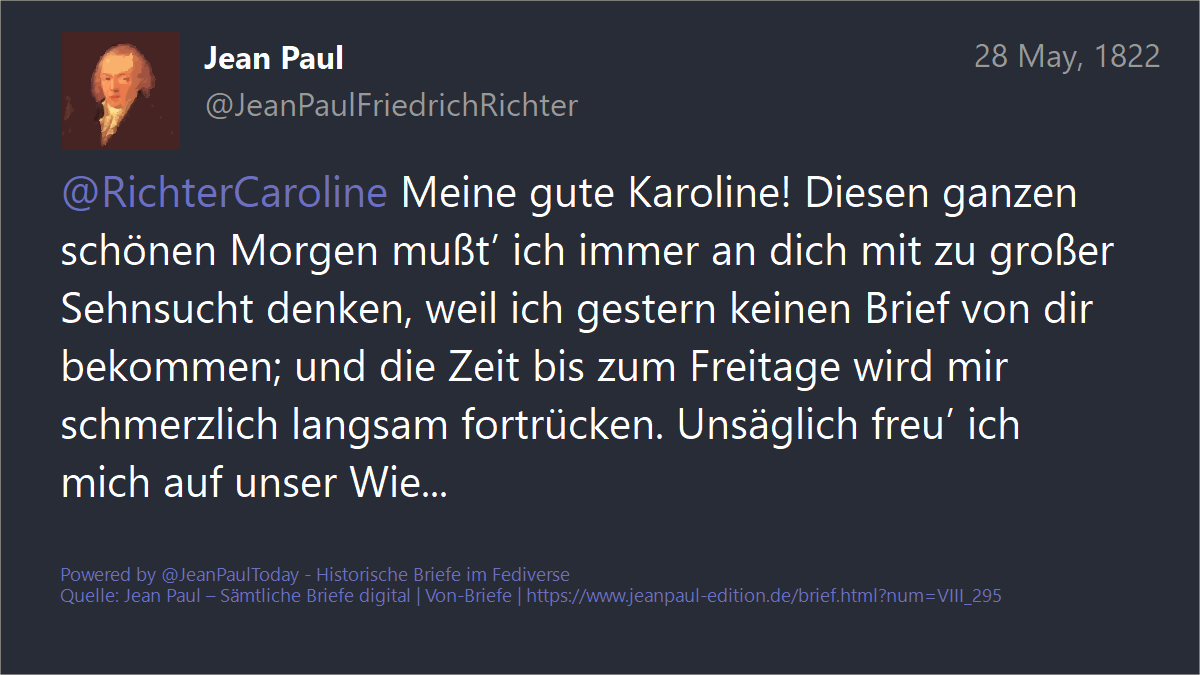 Jean Paul
28 May, 1822
@JeanPaulFriedrichRichter
@RichterCaroline Meine gute Karoline! Diesen ganzen
schönen Morgen mußt’ ich immer an dich mit zu großer
Sehnsucht denken, weil ich gestern keinen Brief von dir
bekommen; und die Zeit bis zum Freitage wird mir
schmerzlich langsam fortrücken. Unsäglich freu’ ich
mich auf unser Wie...
Powered by @JeanPaulToday - Historische Briefe im Fediverse
Quelle: Jean Paul – Sämtliche Briefe digital | Von-Briefe | https://www.jeanpaul-edition.de/brief.html?num=VIII_295